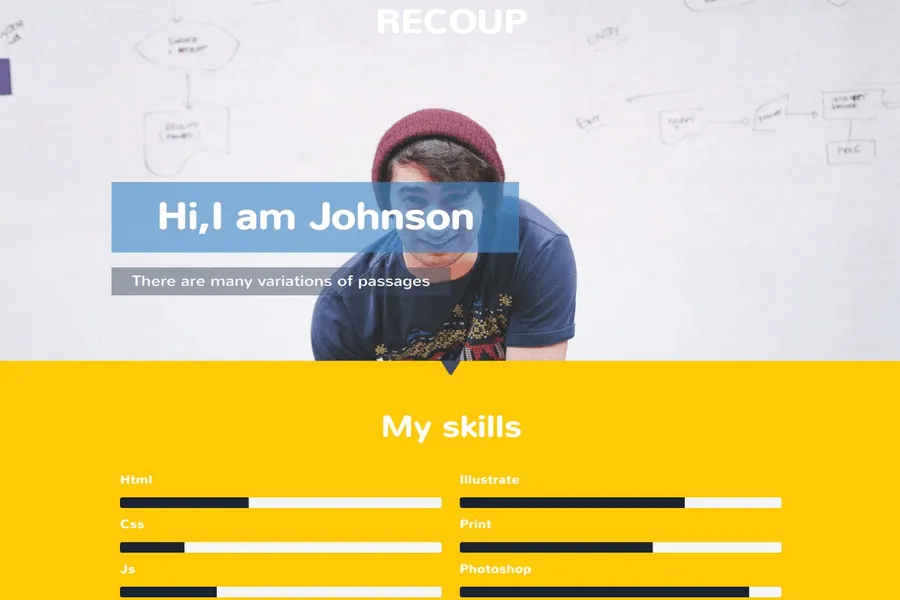 RECOUP
Hi,I am Johnson
There are many variations of passages
My skills
Html
Illustrate
Css
Print
Js
Photoshop